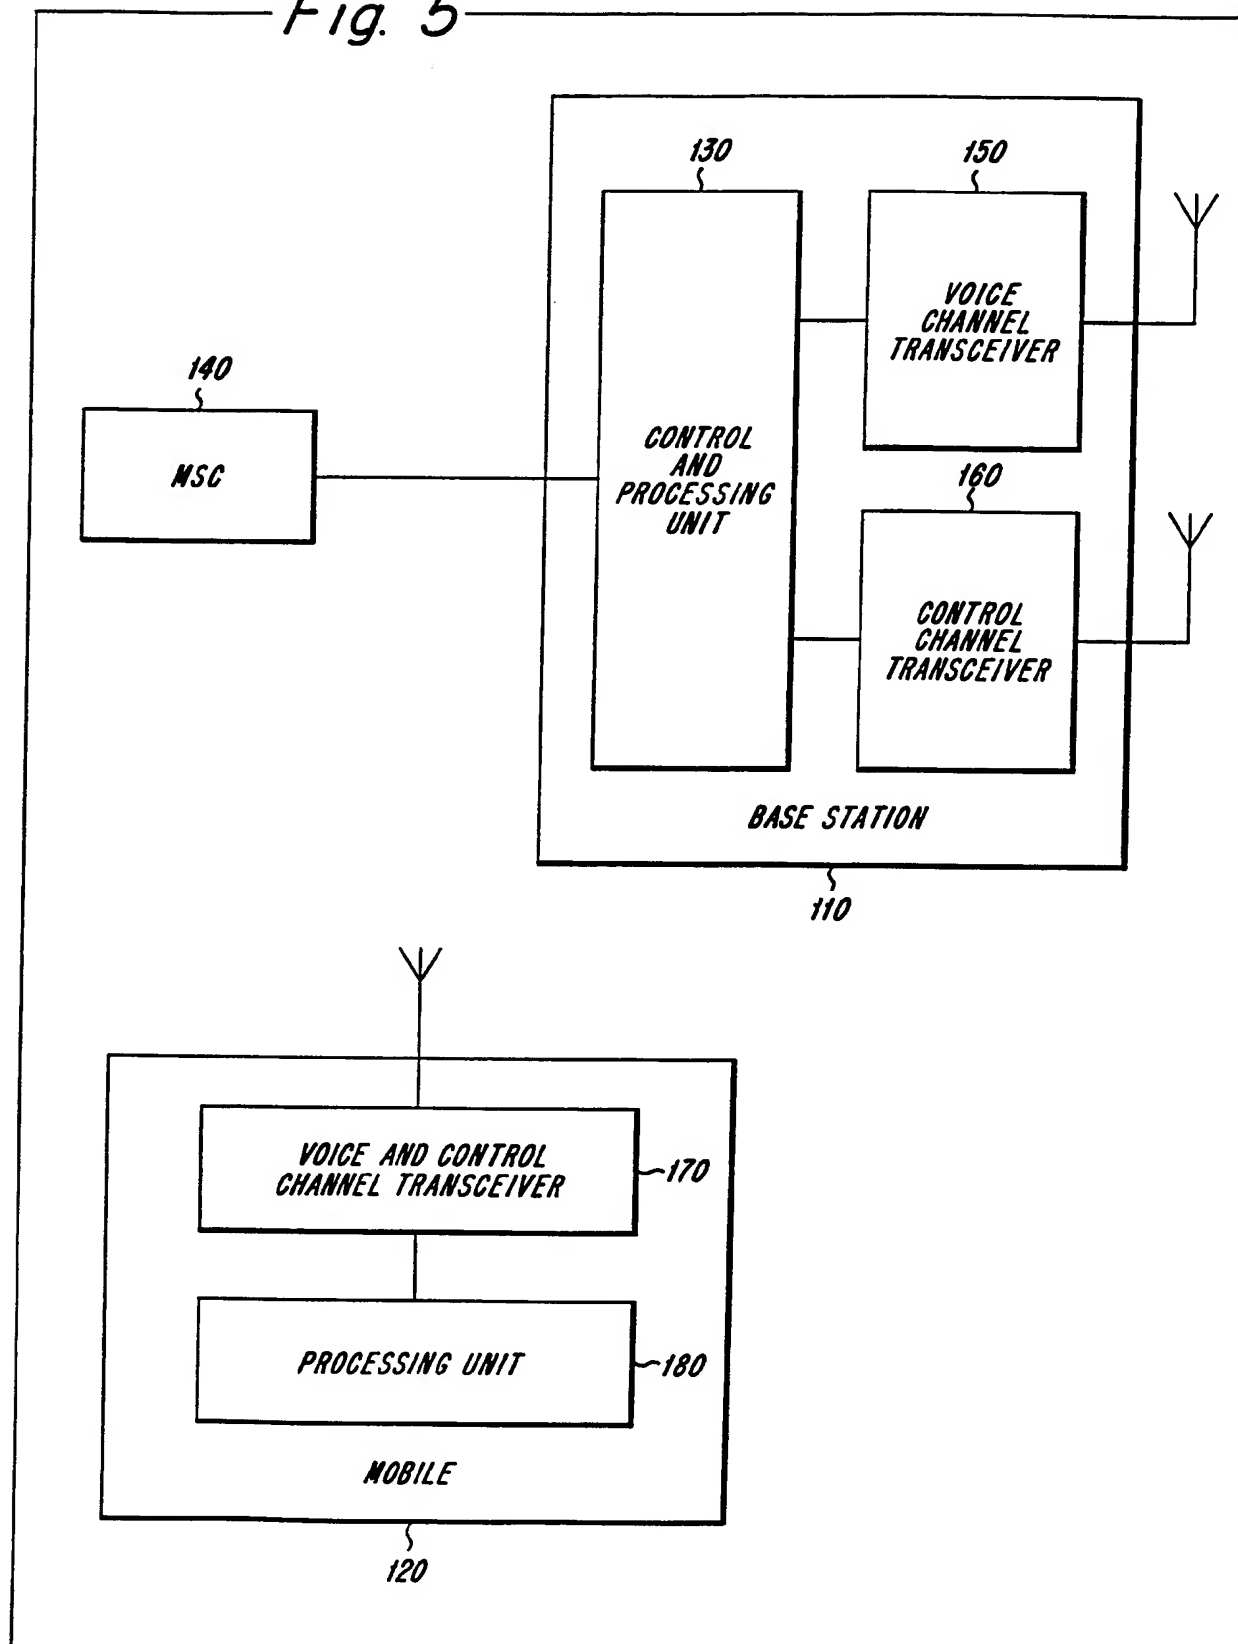 Fig. 5
130
150
VOICE
CHANNEL
TRANSCEIVER
140
MSC
CONTROL
AND
PROCESSING
UNIT
160
CONTROL
CHANNEL
TRANSCEIVER
BASE STATION
110
VOICE AND CONTROL
CHANNEL TRANSCEIVER
170
PROCESSING UNIT
180
MOBILE
120